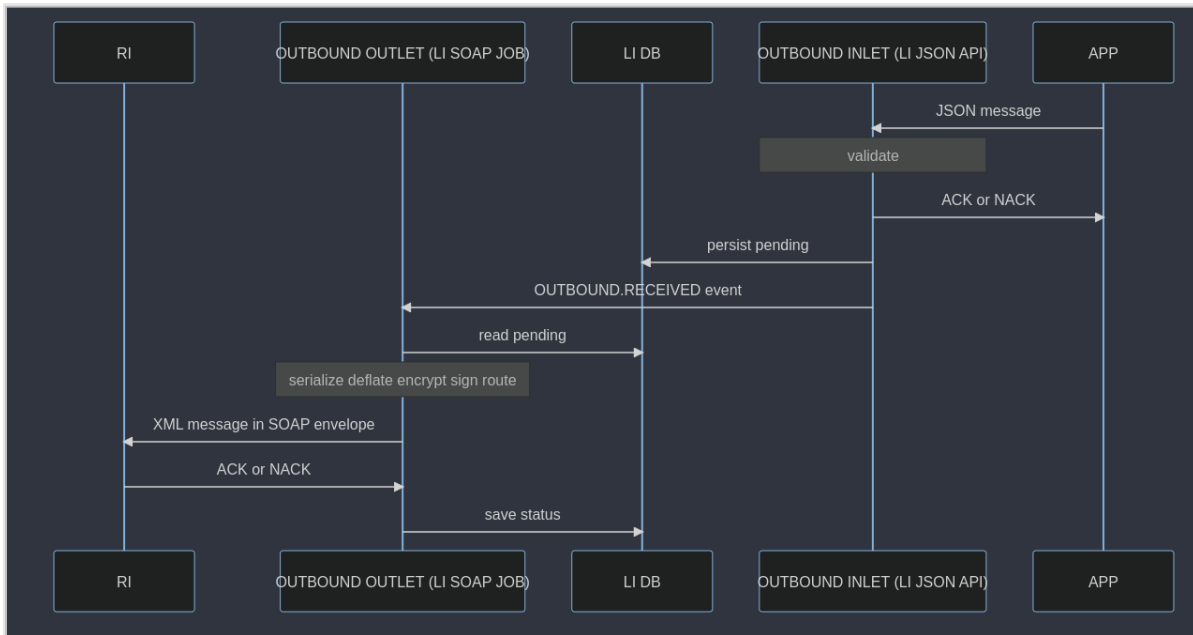 RI
OUTBOUND OUTLET (LI SOAP JOB)
LI DB
OUTBOUND INLET (LI JSON API)
APP
JSON message
validate
ACK or NACK
persist pending
OUTBOUND.RECEIVED event
read pending
serialize deflate encrypt sign route
XML message in SOAP envelope
ACK or NACK
save status
RI
OUTBOUND OUTLET (LI SOAP JOB)
LI DB
OUTBOUND INLET (LI JSON API)
APP